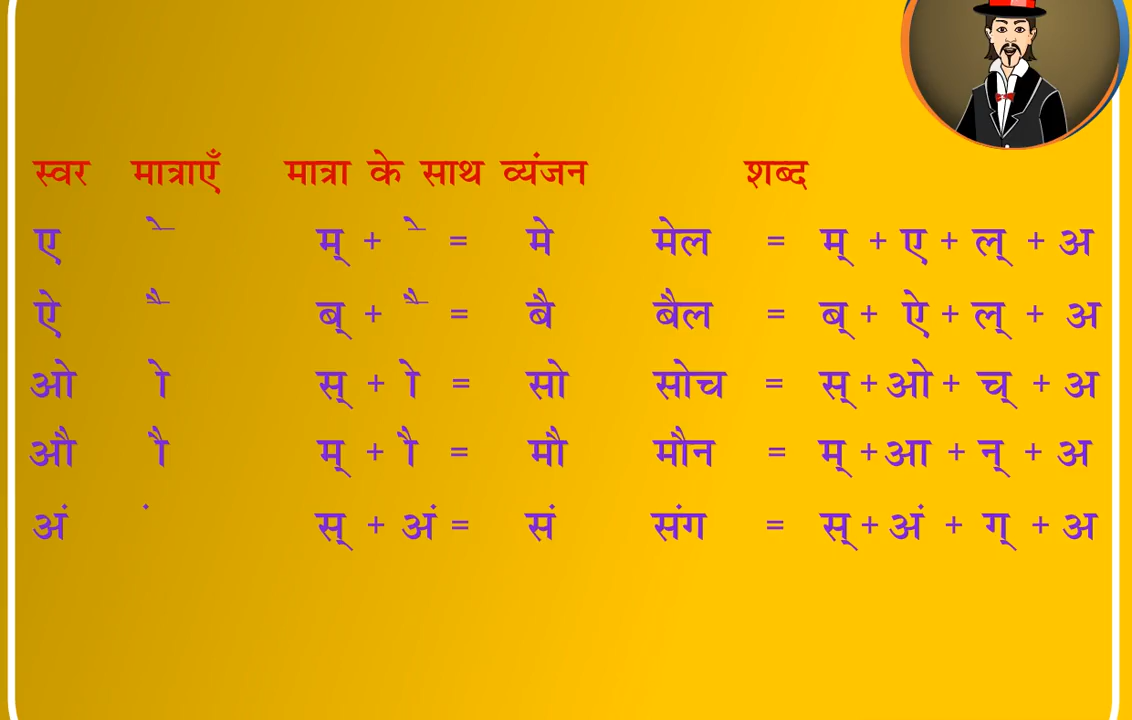 स्वर मात्राएँ मात्रा के साथ व्यंजन शब्द
ए े म् + े = मे मेल = म् + ए + ल् + अ
ऐ ै ब् + ै = बै बैल = ब् + ऐ + ल् + अ
ओ ो स् + ो = सो सोच = स् + ओ + च् + अ
औ ौ म् + ौ = मौ मौन = म् + आ + न् + अ
अं ं स् + अं = सं संग = स् + अं + ग् + अ